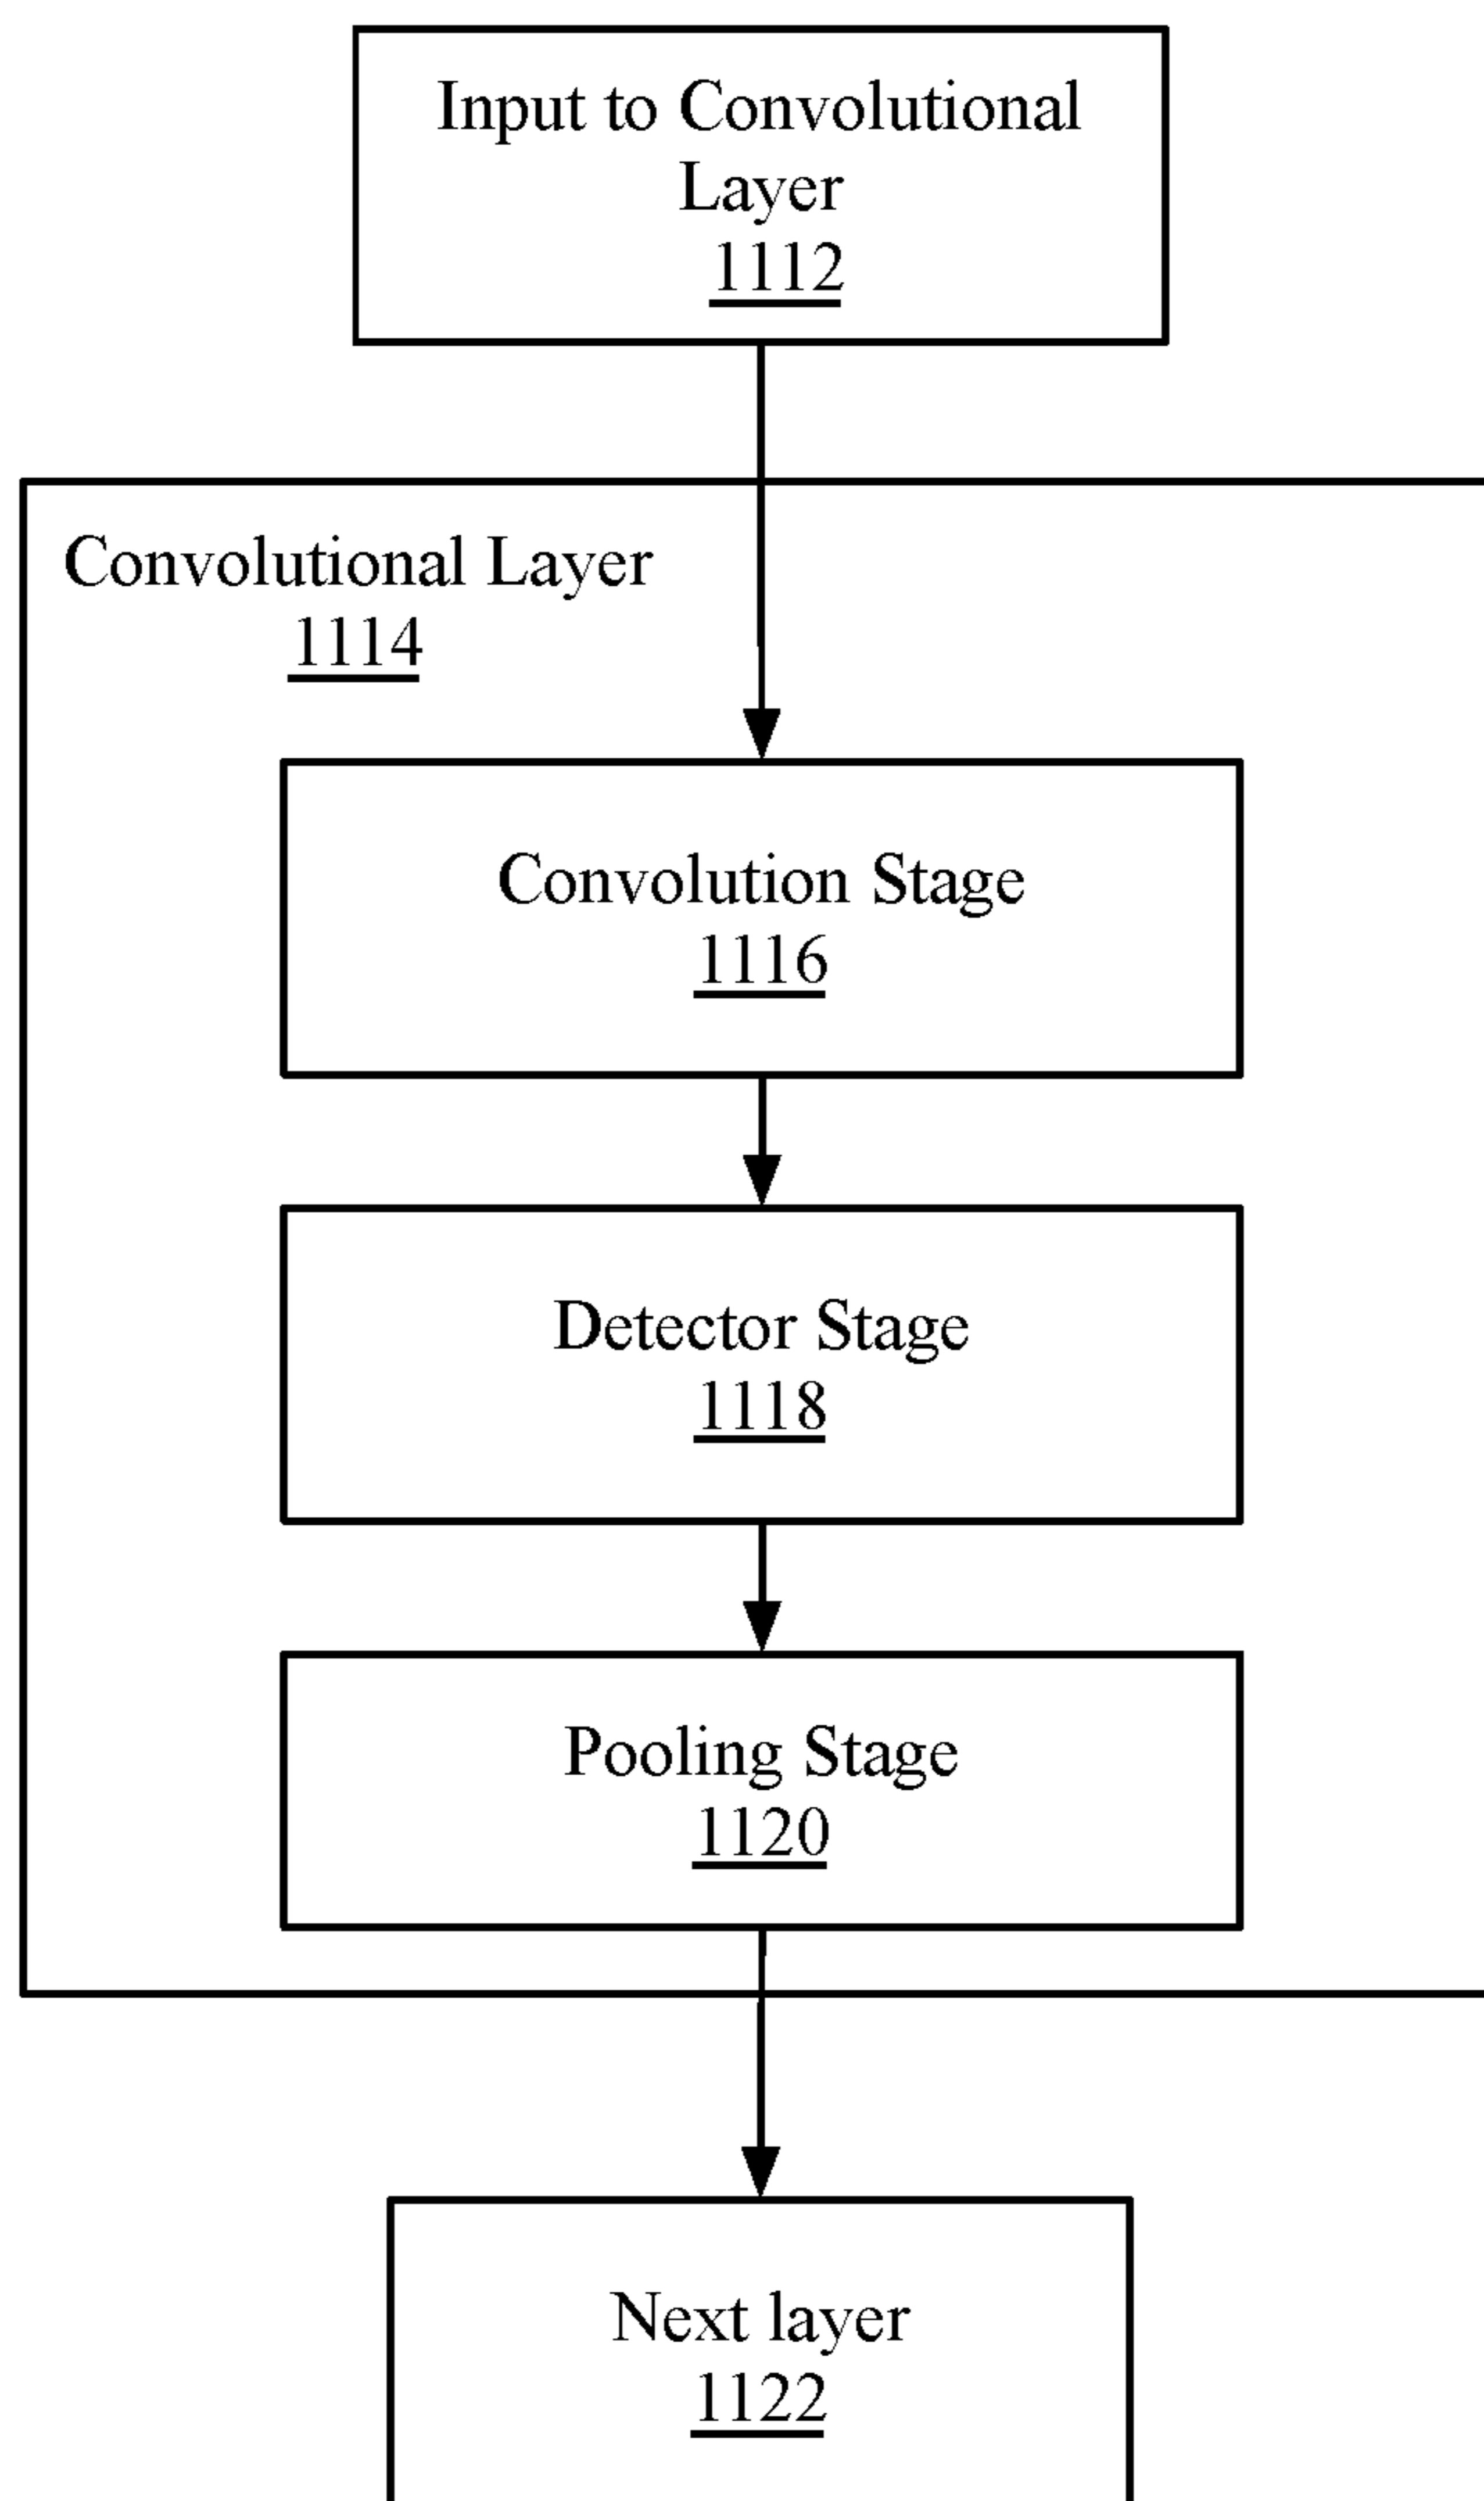 Input to Convolutional
Layer
1112
Convolutional Layer
1114
Convolution Stage
1116
Detector Stage
1118
Pooling Stage
1120
Next layer
1122